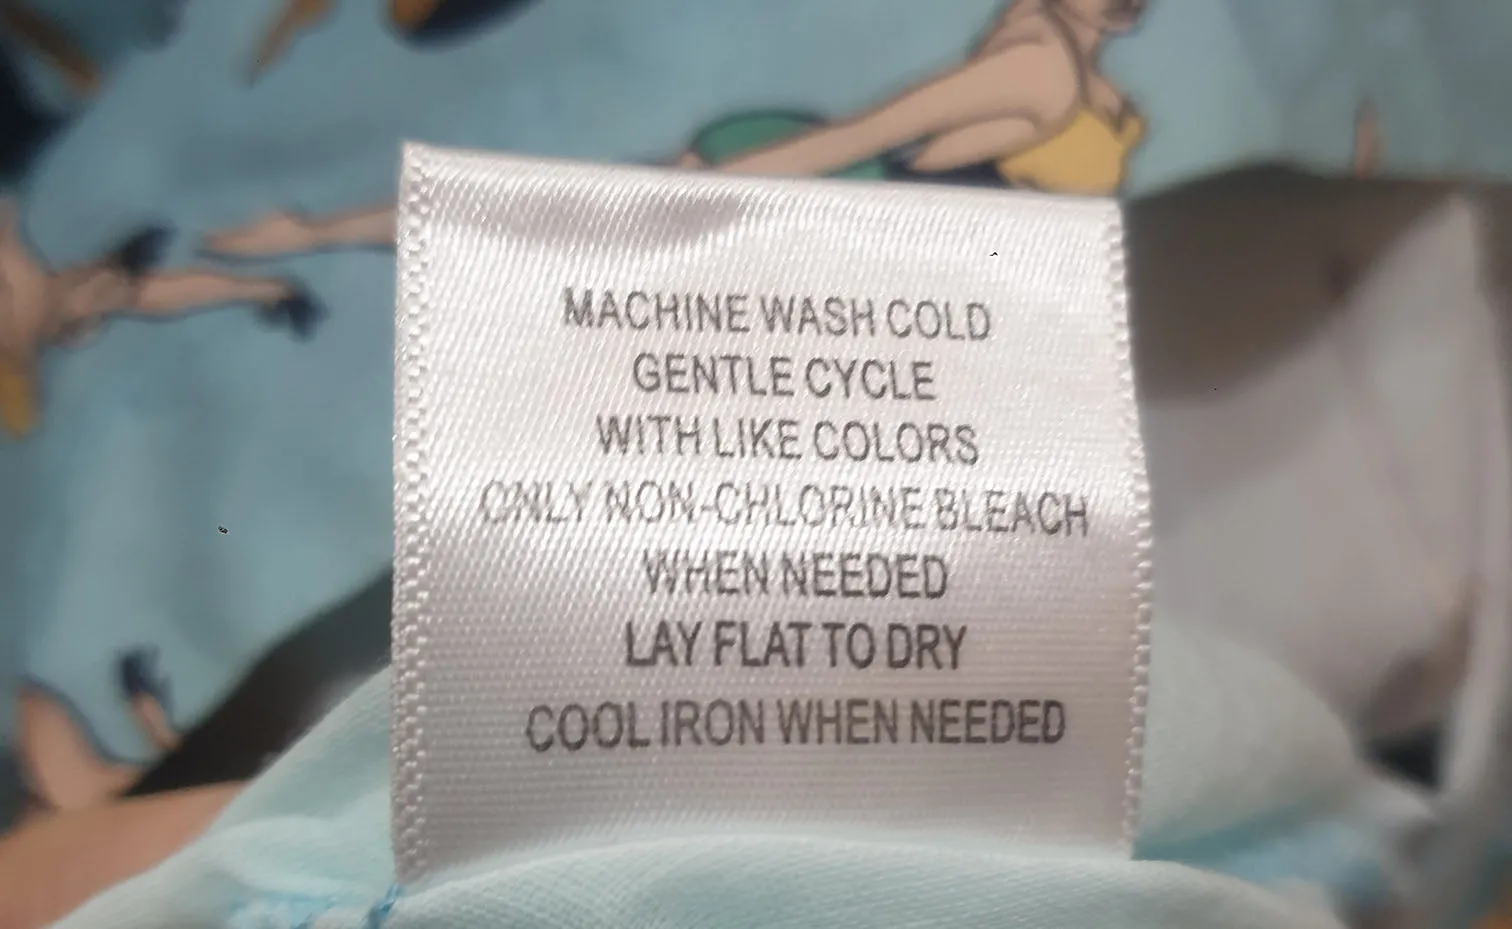 MACHINE WASH COLD
GENTLE CYCLE
WITH LIKE COLORS
ONLY NON-CHLORINE BLEACH
WHEN NEEDED
LAY FLAT TO DRY
COOL IRON WHEN NEEDED